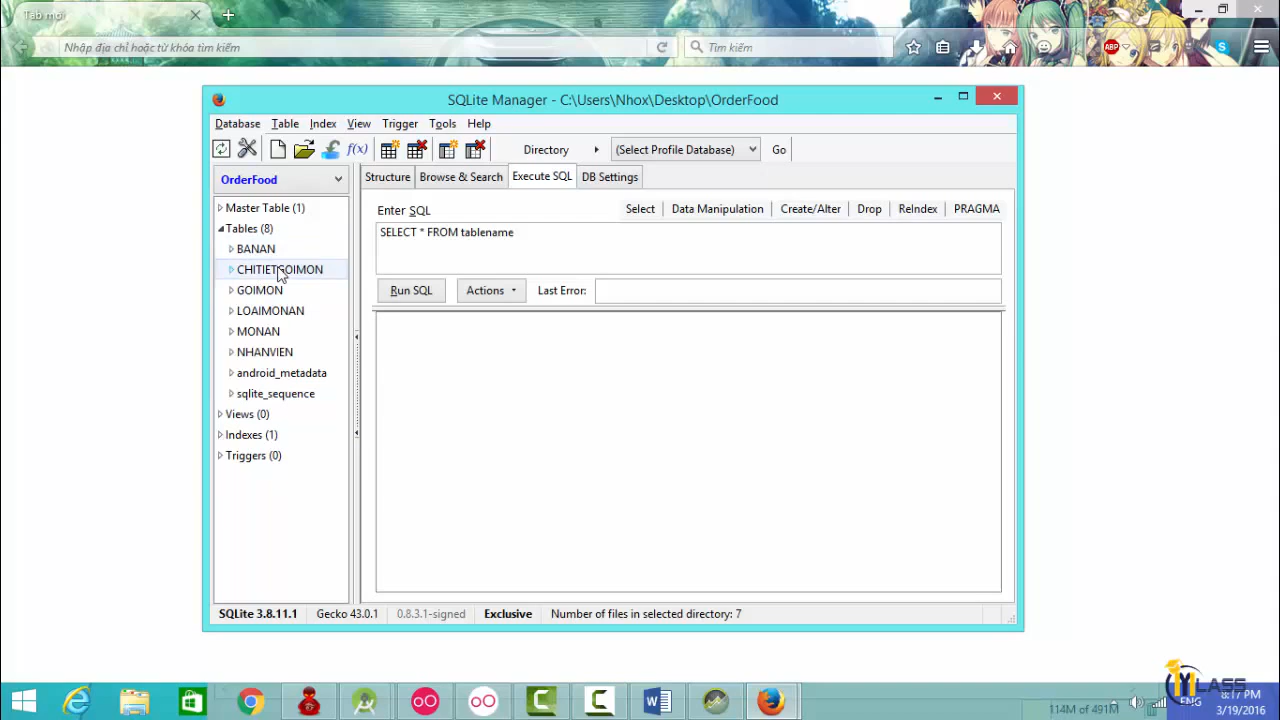 Tab mới
Nhập địa chỉ hoặc từ khóa tìm kiếm
Tìm kiếm
ABP
SQLite Manager - C:\Users\Nhox\Desktop\OrderFood
Database Table Index View Trigger Tools Help
f(x) Directory (Select Profile Database) Go
OrderFood
Structure Browse & Search Execute SQL DB Settings
Master Table (1)
Tables (8)
BANAN
CHITIETGOIMON
GOIMON
LOAIMONAN
MONAN
NHANVIEN
android_metadata
sqlite_sequence
Views (0)
Indexes (1)
Triggers (0)
Enter SQL Select Data Manipulation Create/Alter Drop ReIndex PRAGMA
SELECT * FROM tablename
Run SQL Actions Last Error:
SQLite 3.8.11.1 Gecko 43.0.1 0.8.3.1-signed Exclusive Number of files in selected directory: 7
114M of 491M ENG 8:17 PM
3/19/2016